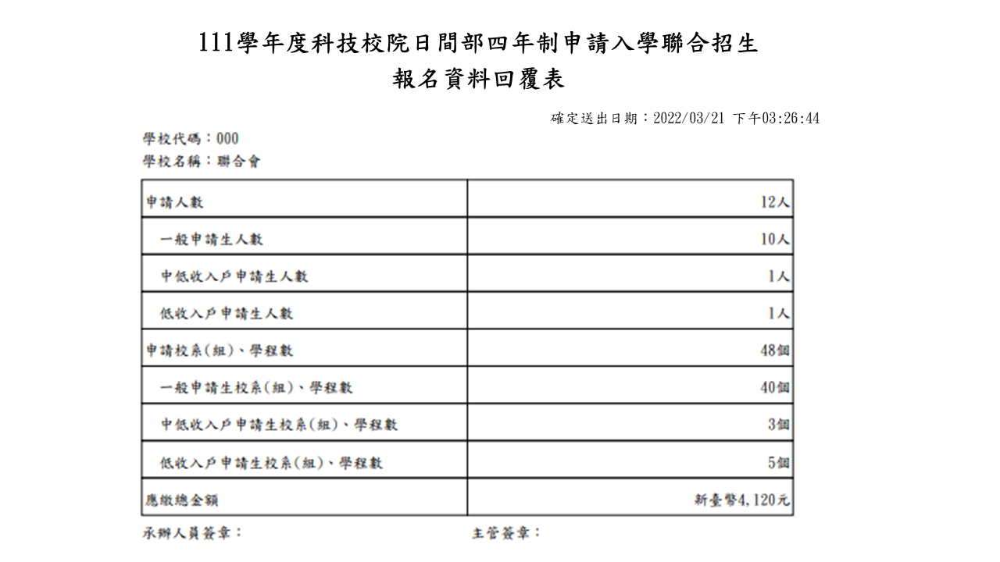 111學年度科技校院日間部四年制申請入學聯合招生
報名資料回覆表
確定送出日期：2022/03/21 下午03:26:44
學校代碼：000
學校名稱：聯合會
申請人數 12人
一般申請生人數 10人
中低收入戶申請生人數 1人
低收入戶申請生人數 1人
申請校系(組)、學程數 48個
一般申請生校系(組)、學程數 40個
中低收入戶申請生校系(組)、學程數 3個
低收入戶申請生校系(組)、學程數 5個
應繳總金額 新臺幣4,120元
承辦人員簽章： 主管簽章：